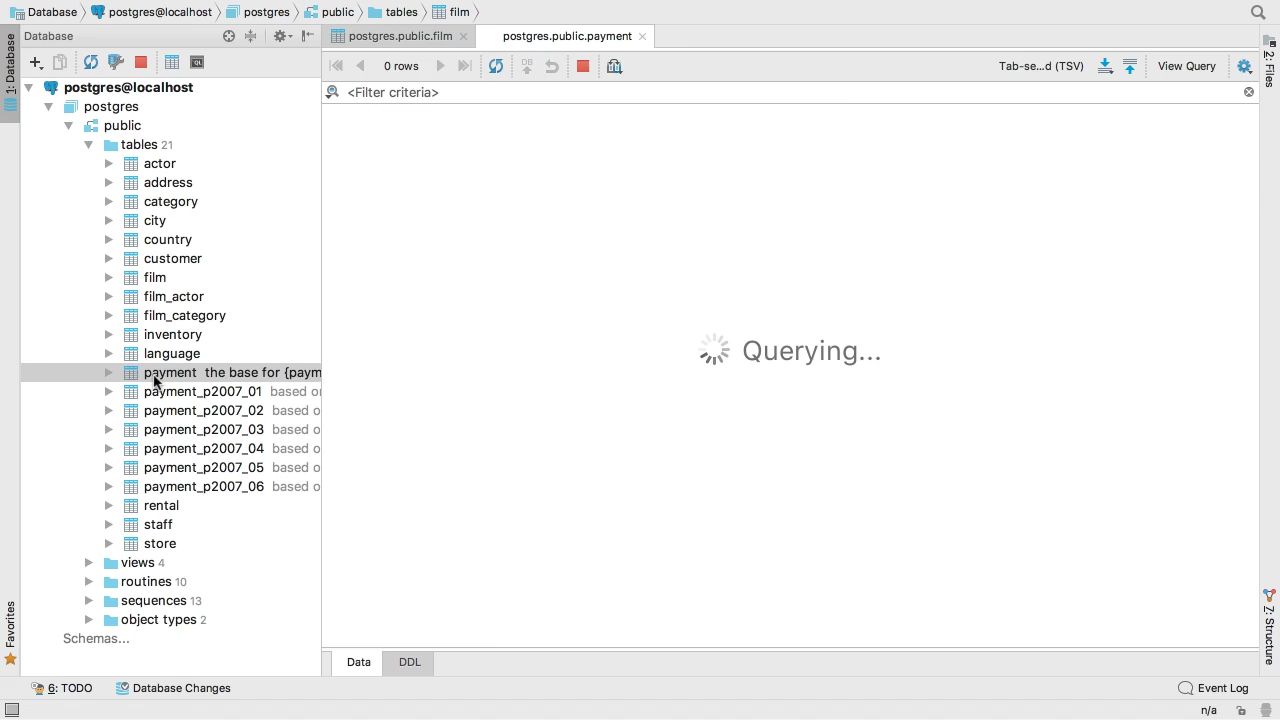 Database postgres@localhost postgres public tables film
1: Database
Database
postgres.public.film
postgres.public.payment
0 rows
DB
Tab-se...d (TSV)
View Query
<Filter criteria>
postgres@localhost
postgres
public
tables 21
actor
address
category
city
country
customer
film
film_actor
film_category
inventory
language
payment the base for {paym
payment_p2007_01 based o
payment_p2007_02 based o
payment_p2007_03 based o
payment_p2007_04 based o
payment_p2007_05 based o
payment_p2007_06 based o
rental
staff
store
views 4
routines 10
sequences 13
object types 2
Schemas...
Querying...
Data
DDL
2: Files
Z: Structure
Favorites
6: TODO
Database Changes
Event Log
n/a